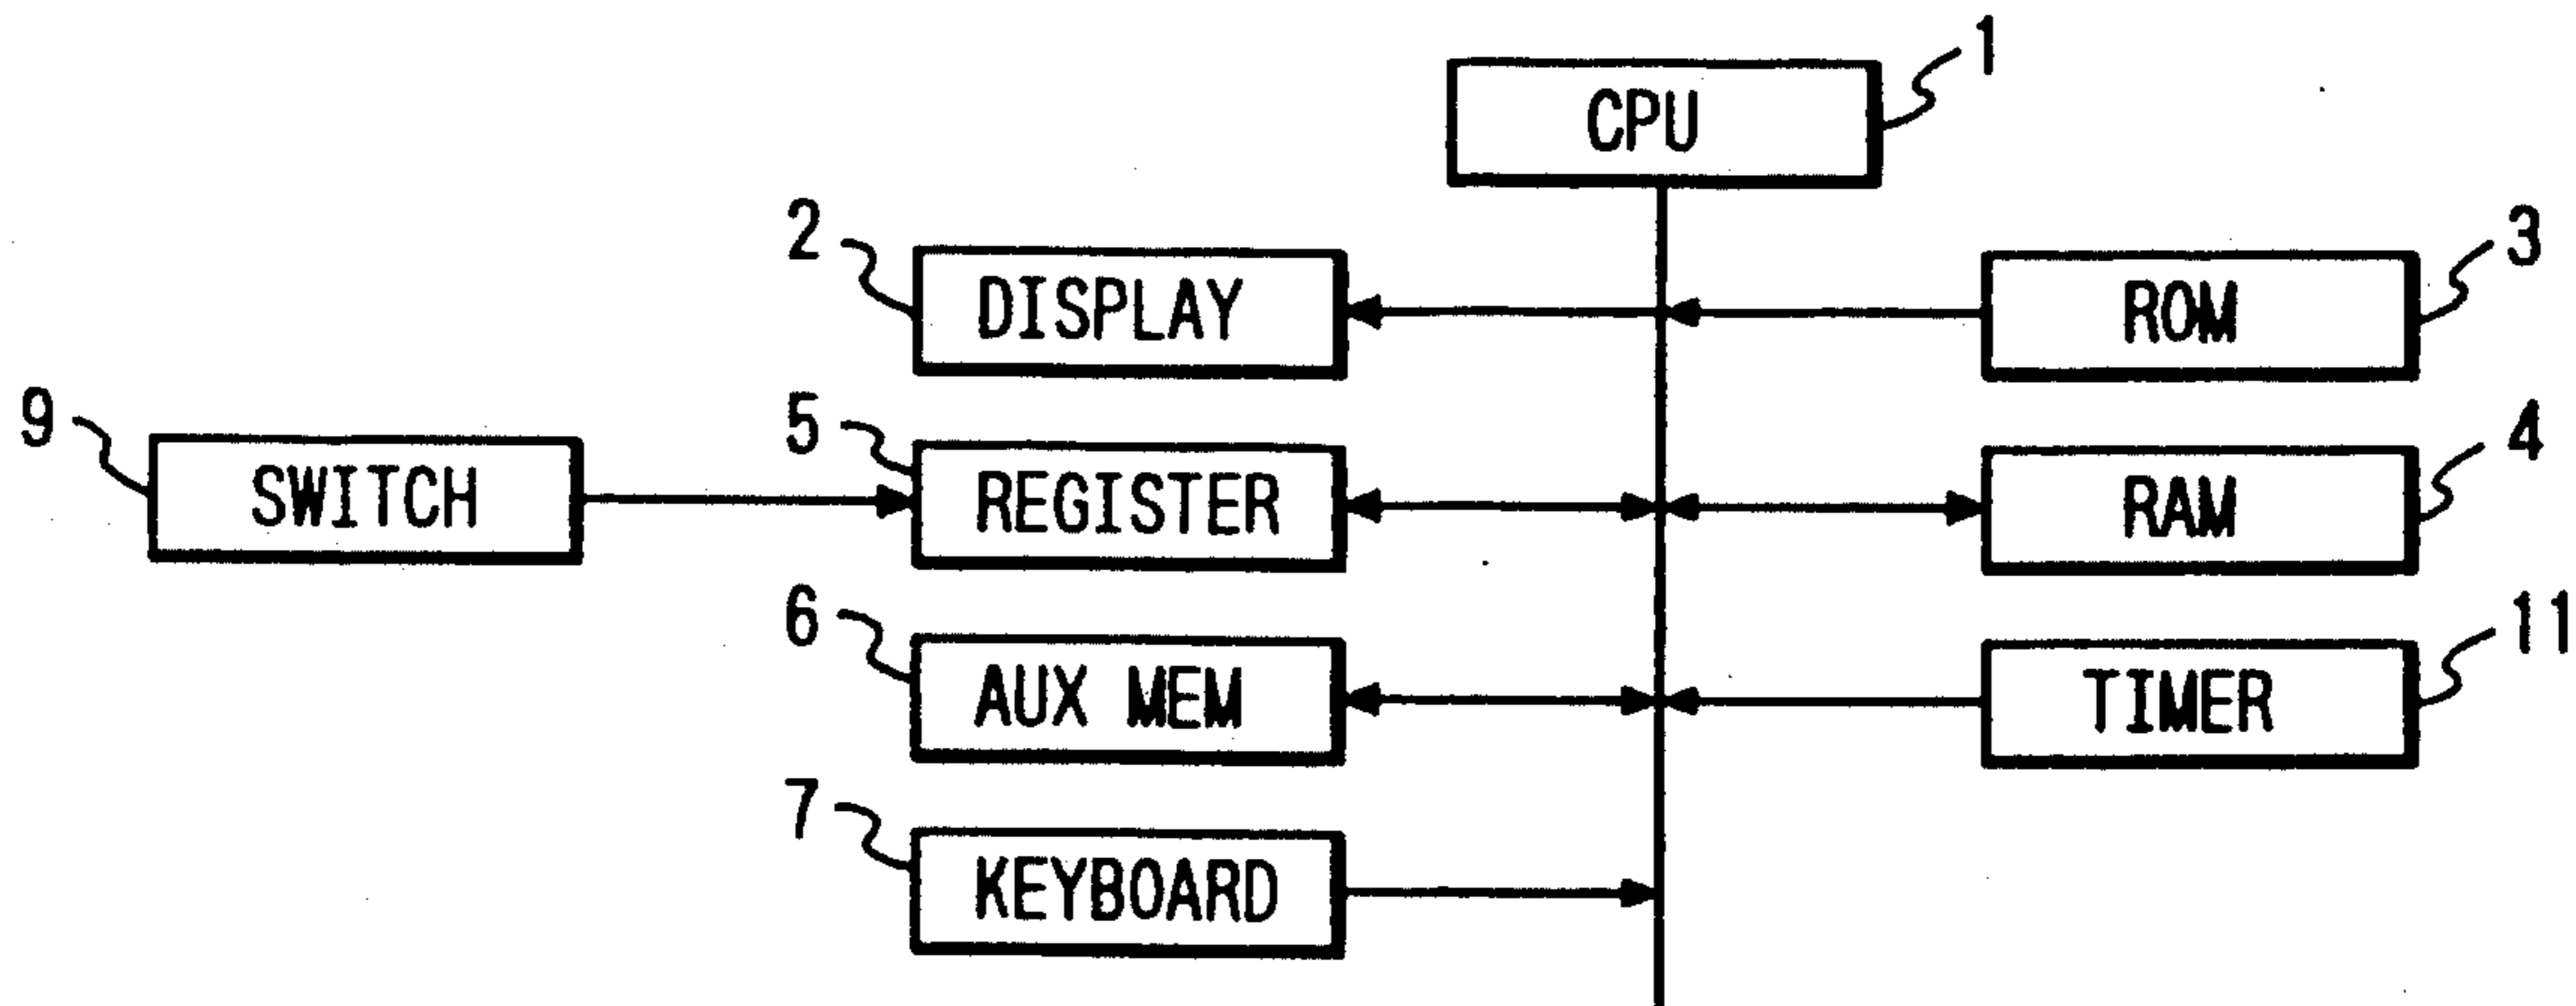 1
CPU
2
DISPLAY
3
ROM
9
SWITCH
5
REGISTER
4
RAM
6
AUX MEM
11
TIMER
7
KEYBOARD